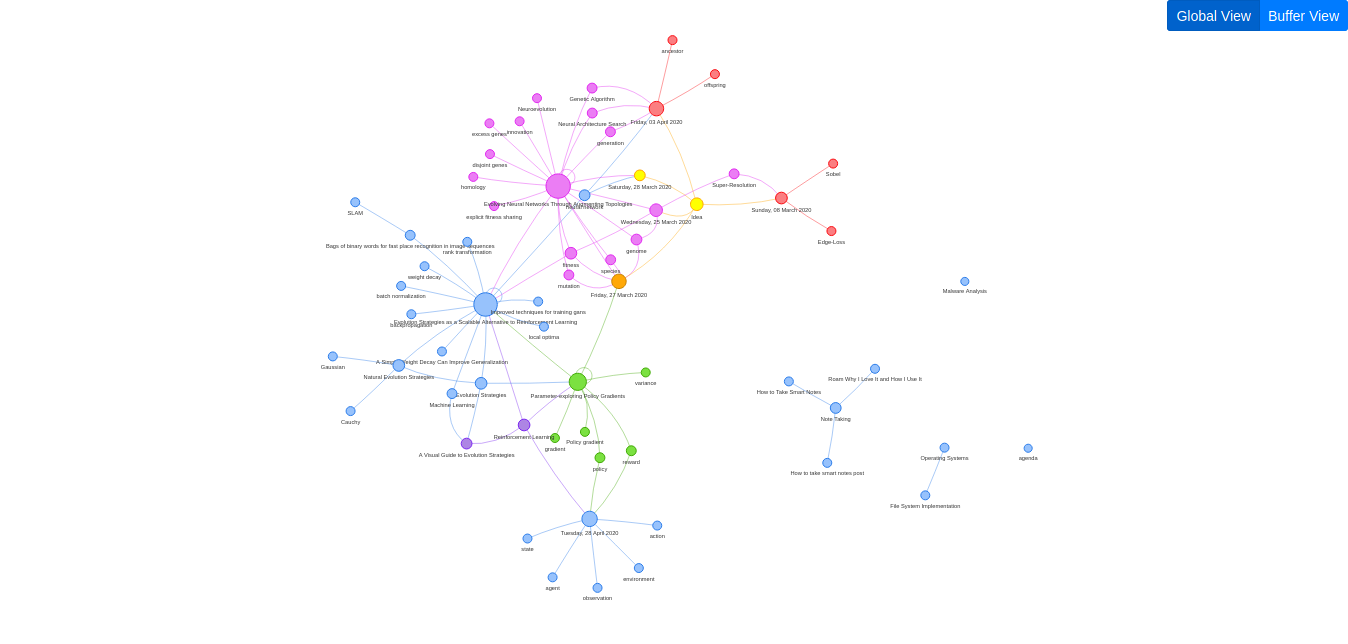 Global View
Buffer View
ancestor
offspring
Genetic Algorithm
Neuroevolution
Friday, 03 April 2020
Neural Architecture Search
excess genes
innovation
generation
disjoint genes
Super-Resolution
Sobel
homology
Saturday, 28 March 2020
Evolving Neural Networks Through Augmenting Topologies
Sunday, 08 March 2020
SLAM
explicit fitness sharing
Idea
Wednesday, 25 March 2020
Edge-Loss
Bags of binary words for fast place recognition in image sequences
rank transformation
genome
fitness
species
weight decay
mutation
Malware Analysis
batch normalization
Friday, 27 March 2020
Improved techniques for training gans
Evolution Strategies as a Scalable Alternative to Reinforcement Learning
backpropagation
local optima
A Simple Weight Decay Can Improve Generalization
Gaussian
Natural Evolution Strategies
variance
Roam Why I Love It and How I Use It
How to Take Smart Notes
Evolution Strategies
Parameter-exploring Policy Gradients
Machine Learning
Cauchy
Note Taking
Reinforcement Learning
Policy gradient
gradient
A Visual Guide to Evolution Strategies
reward
policy
Operating Systems
agenda
How to take smart notes post
File System Implementation
Tuesday, 28 April 2020
action
state
environment
agent
observation